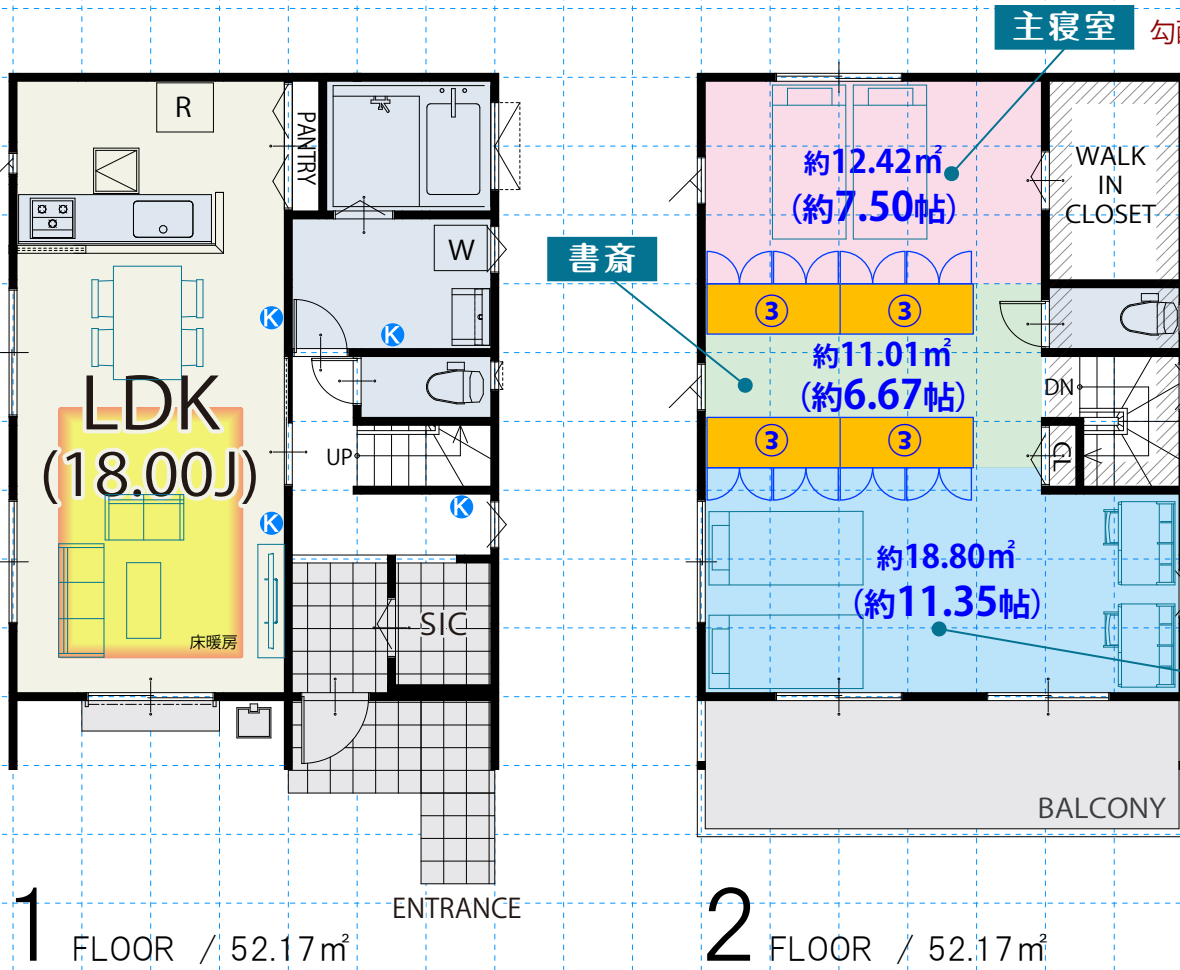 主寝室
勾配
R
PANTRY
約12.42㎡
(約7.50帖)
WALK
IN
CLOSET
書斎
W
K
K
③
③
約11.01㎡
(約6.67帖)
LDK
(18.00J)
DN
UP
③
③
CL
K
K
約18.80㎡
(約11.35帖)
SIC
床暖房
BALCONY
ENTRANCE
1 FLOOR / 52.17㎡
2 FLOOR / 52.17㎡